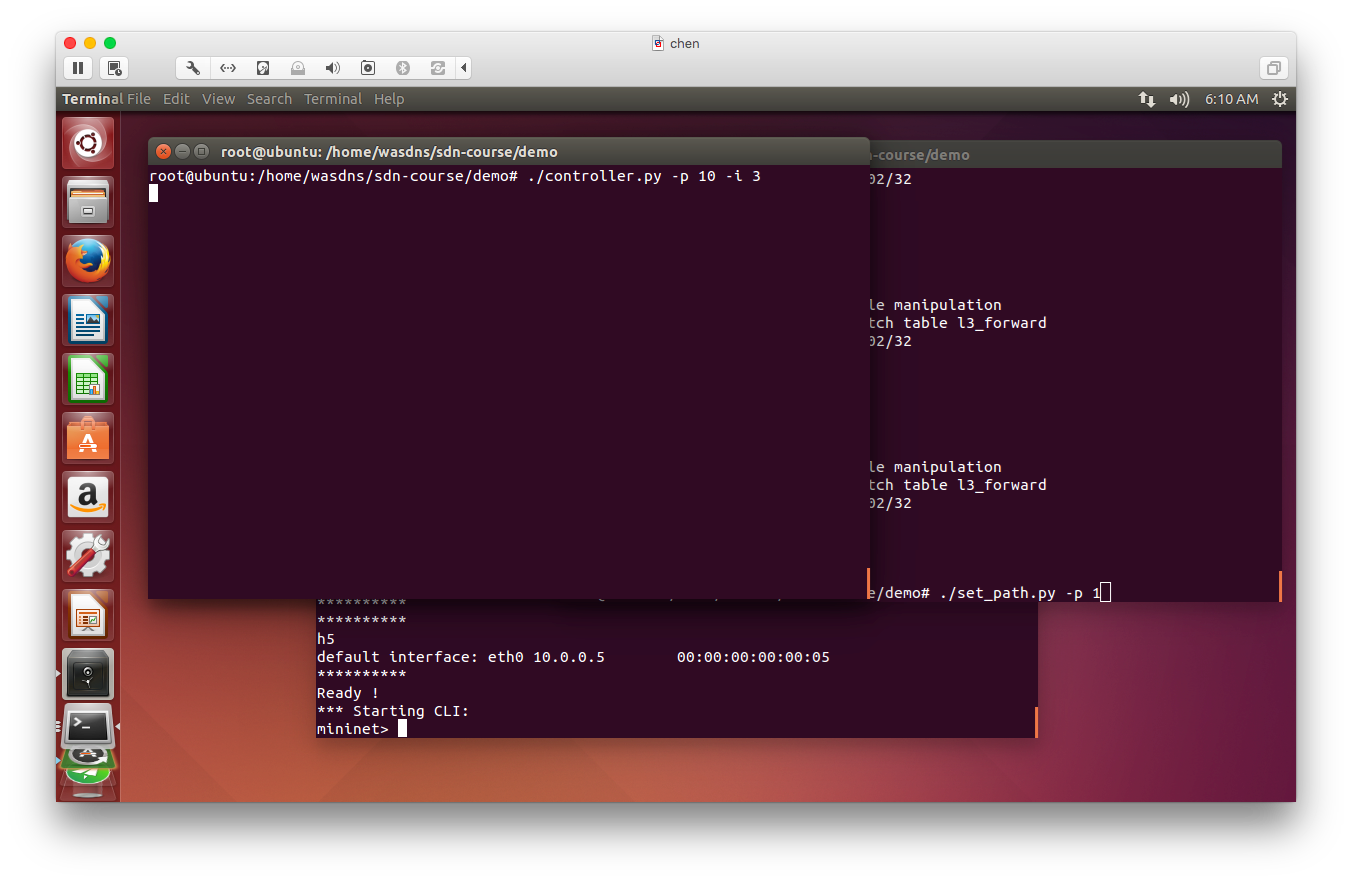 chen
Terminal File Edit View Search Terminal Help
6:10 AM
root@ubuntu: /home/wasdns/sdn-course/demo
root@ubuntu:/home/wasdns/sdn-course/demo# ./controller.py -p 10 -i 3
n-course/demo
02/32
le manipulation
tch table l3_forward
02/32
le manipulation
tch table l3_forward
02/32
e/demo# ./set_path.py -p 1
**********
**********
h5
default interface: eth0 10.0.0.5 00:00:00:00:00:05
**********
Ready !
*** Starting CLI:
mininet>